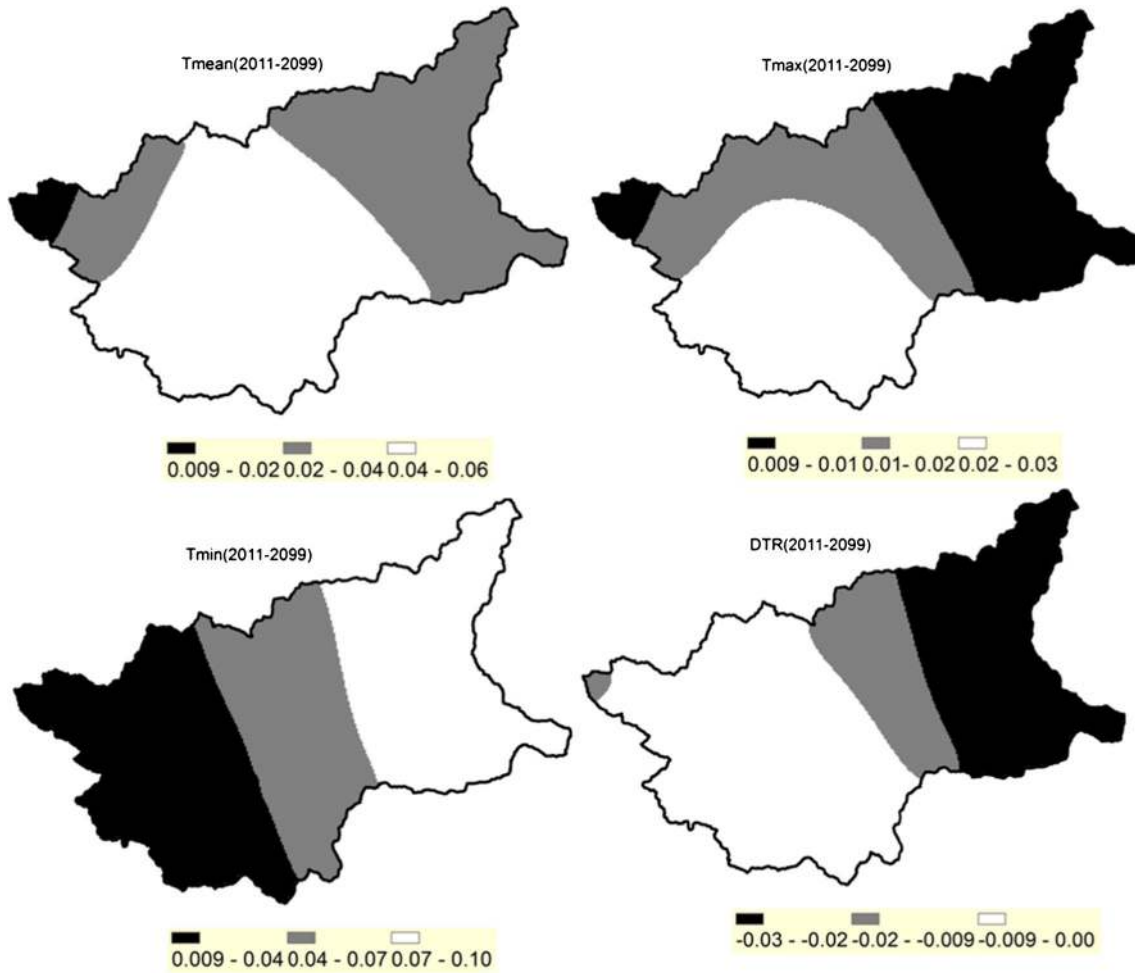 Tmean(2011-2099)
Tmax(2011-2099)
0.009 - 0.02 0.02 - 0.04 0.04 - 0.06
0.009 - 0.01 0.01- 0.02 0.02 - 0.03
Tmin(2011-2099)
DTR(2011-2099)
0.009 - 0.04 0.04 - 0.07 0.07 - 0.10
-0.03 - -0.02 -0.02 - -0.009 -0.009 - 0.00